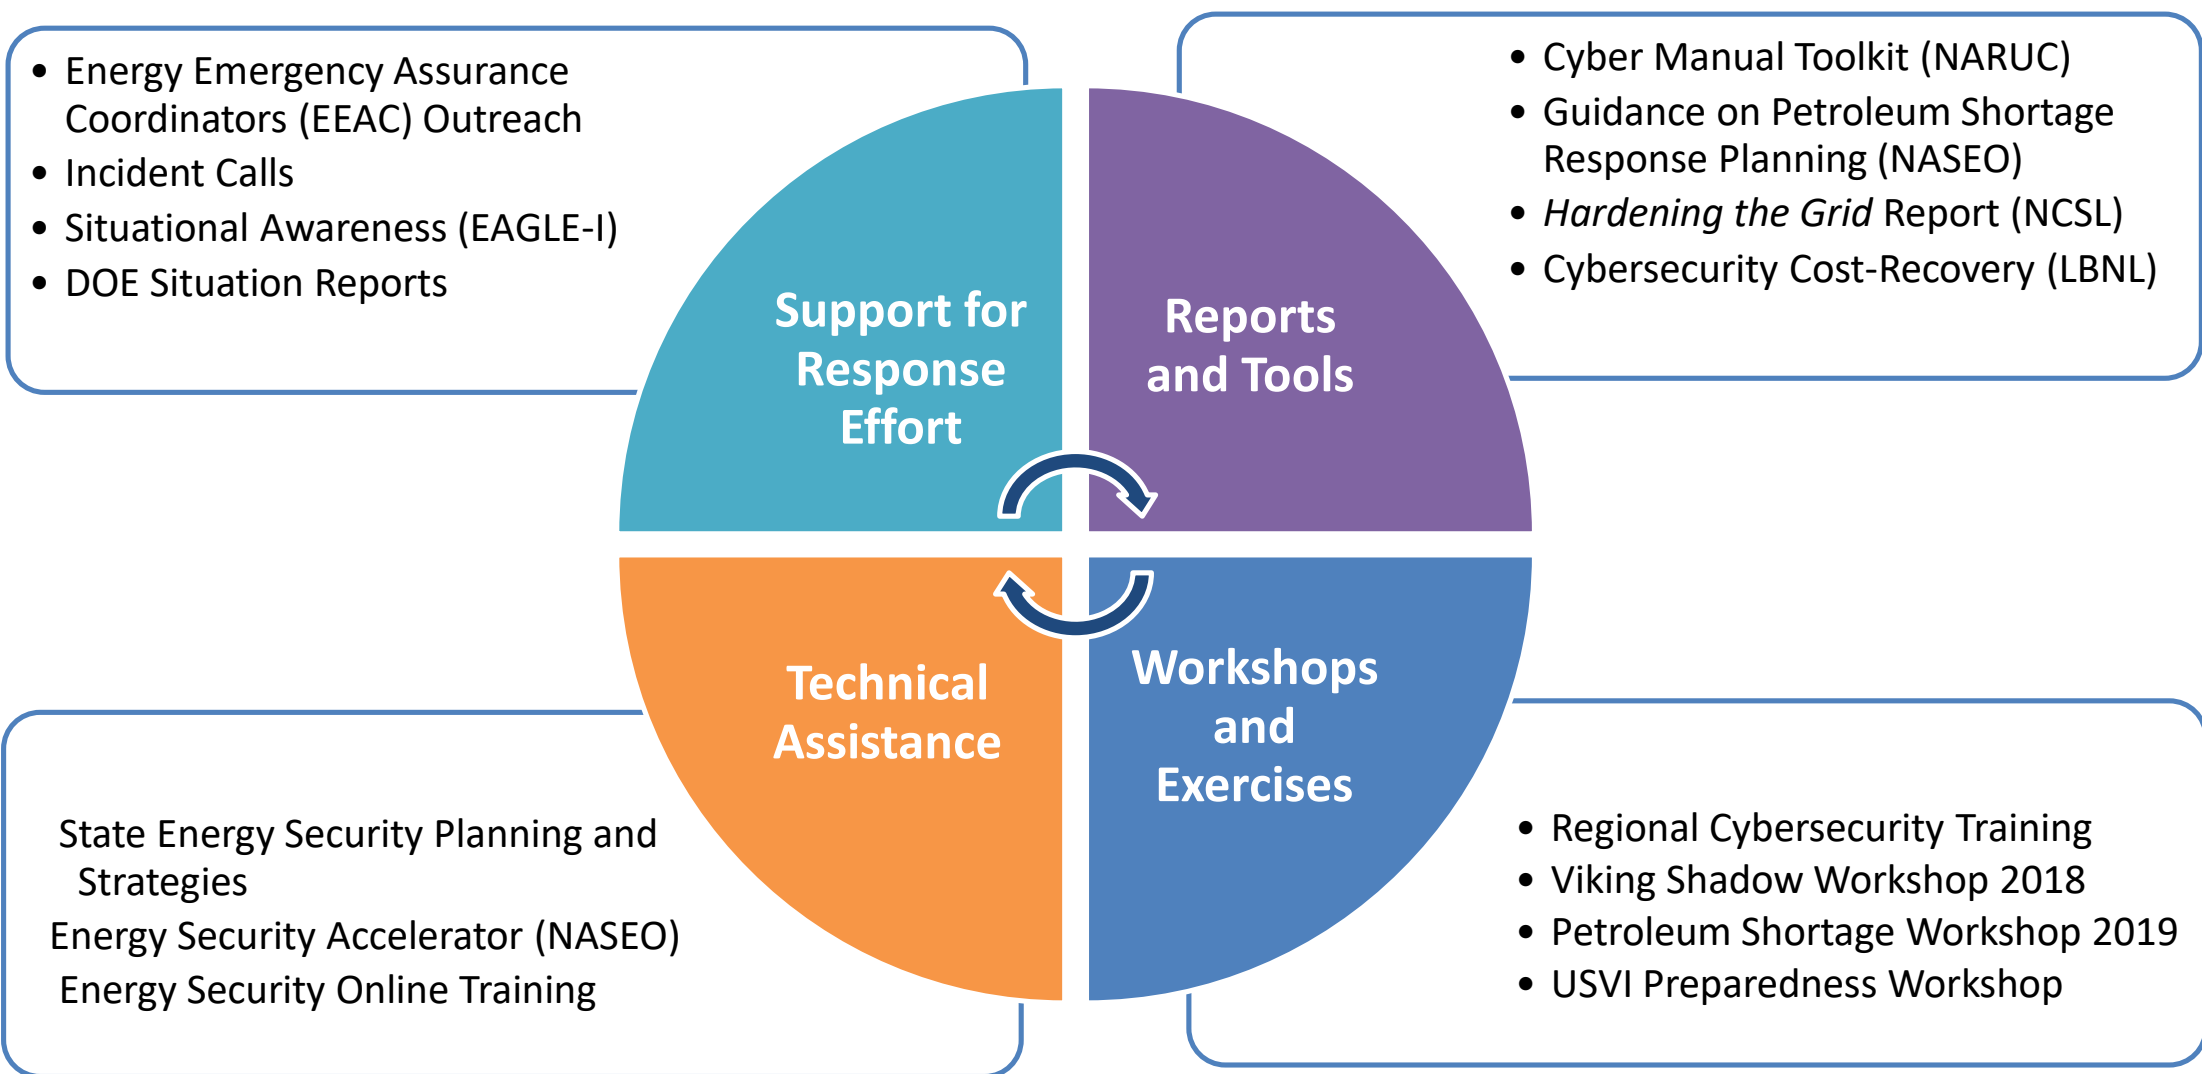 • Energy Emergency Assurance
Coordinators (EEAC) Outreach
• Incident Calls
• Situational Awareness (EAGLE-I)
• DOE Situation Reports
• Cyber Manual Toolkit (NARUC)
• Guidance on Petroleum Shortage
Response Planning (NASEO)
• Hardening the Grid Report (NCSL)
• Cybersecurity Cost-Recovery (LBNL)
Support for
Response
Effort
Reports
and Tools
Technical
Assistance
Workshops
and
Exercises
State Energy Security Planning and
Strategies
Energy Security Accelerator (NASEO)
Energy Security Online Training
• Regional Cybersecurity Training
• Viking Shadow Workshop 2018
• Petroleum Shortage Workshop 2019
• USVI Preparedness Workshop